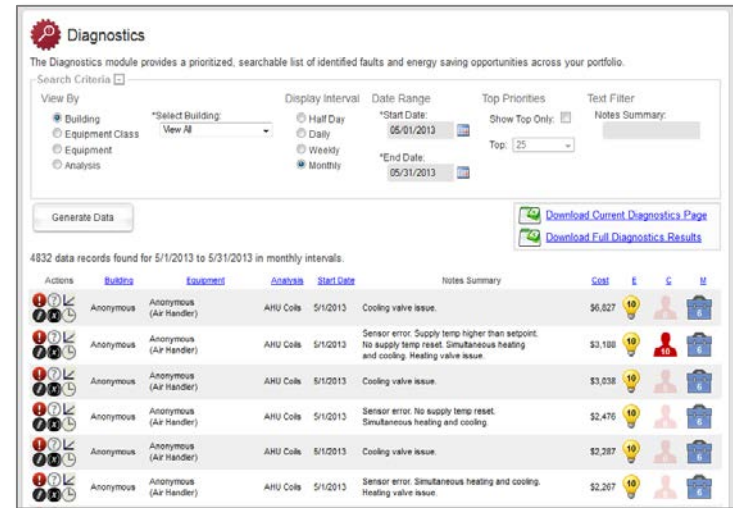 Diagnostics
The Diagnostics module provides a prioritized, searchable list of identified faults and energy saving opportunities across your portfolio.
Search Criteria
View By
Display Interval
Date Range
Top Priorities
Text Filter
Building
Equipment Class
Equipment
Analysis
*Select Building:
View All
Half Day
Daily
Weekly
Monthly
*Start Date:
05/01/2013
*End Date:
05/31/2013
Show Top Only:
Top: 25
Notes Summary:
Generate Data
Download Current Diagnostics Page
Download Full Diagnostics Results
4832 data records found for 5/1/2013 to 5/31/2013 in monthly intervals.
Actions Building Equipment Analysis Start Date Notes Summary Cost E C M
Anonymous Anonymous (Air Handler) AHU Coils 5/1/2013 Cooling valve issue. $6,827 10 6
Anonymous Anonymous (Air Handler) AHU Coils 5/1/2013 Sensor error. Supply temp higher than setpoint. No supply temp reset. Simultaneous heating and cooling. Heating valve issue. $3,188 10 10 6
Anonymous Anonymous (Air Handler) AHU Coils 5/1/2013 Cooling valve issue. $3,038 10 6
Anonymous Anonymous (Air Handler) AHU Coils 5/1/2013 Sensor error. No supply temp reset. Simultaneous heating and cooling. $2,476 10 6
Anonymous Anonymous (Air Handler) AHU Coils 5/1/2013 Cooling valve issue. $2,287 10 6
Anonymous Anonymous (Air Handler) AHU Coils 5/1/2013 Sensor error. Simultaneous heating and cooling. Heating valve issue. $2,267 10 6